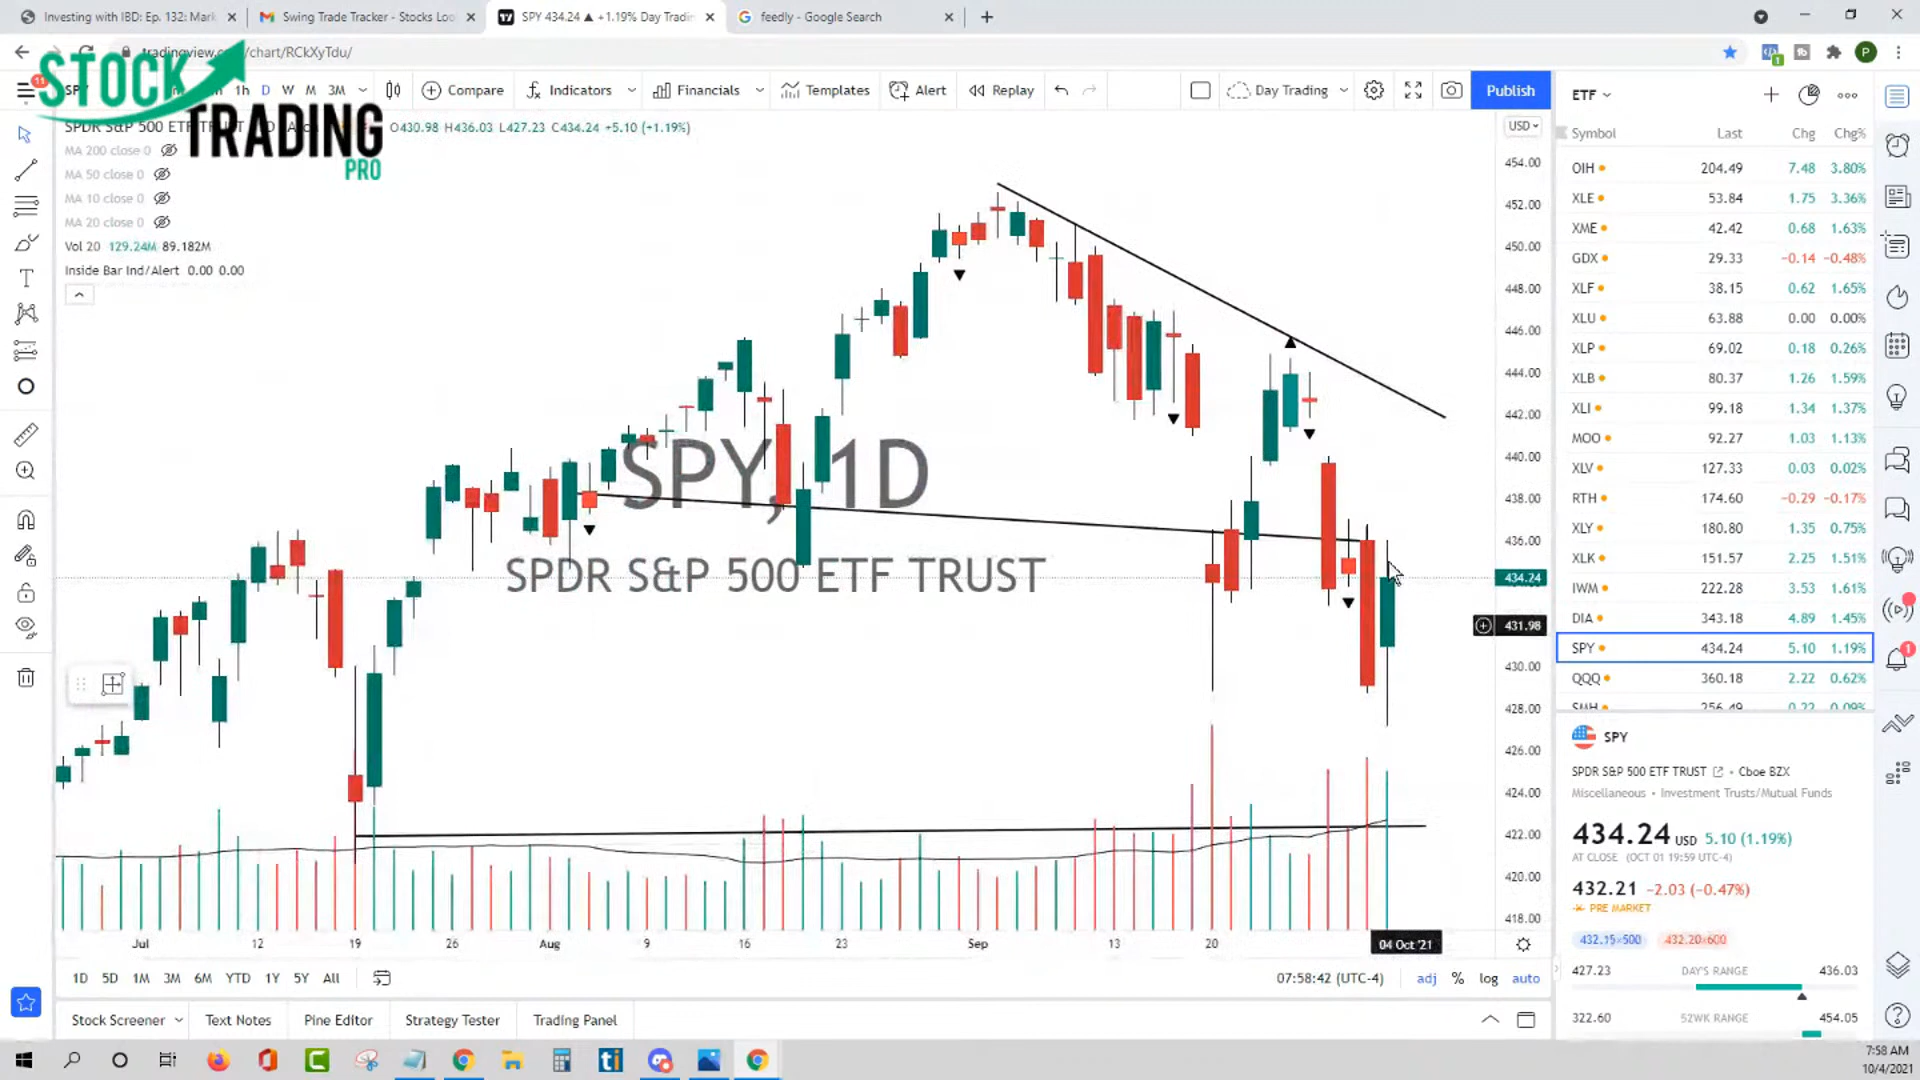 Investing with IBD: Ep. 132: Mark
Swing Trade Tracker - Stocks Loo
SPY 434.24 ▲ +1.19% Day Tradin
feedly - Google Search
tradingview.com/chart/RCkXyTdu/
STOCK
TRADING
PRO
11
1h D W M 3M
Compare
Indicators
Financials
Templates
Alert
Replay
Day Trading
Publish
SPDR S&P 500 ETF TRUST
O430.98 H436.03 L427.23 C434.24 +5.10 (+1.19%)
MA 200 close 0
MA 50 close 0
MA 10 close 0
MA 20 close 0
Vol 20 129.24M 89.182M
Inside Bar Ind/Alert 0.00 0.00
SPY, 1D
SPDR S&P 500 ETF TRUST
USD
454.00
452.00
450.00
448.00
446.00
444.00
442.00
440.00
438.00
436.00
434.24
431.98
430.00
428.00
426.00
424.00
422.00
420.00
418.00
Jul 12 19 26 Aug 9 16 23 Sep 13 20 04 Oct '21
1D 5D 1M 3M 6M YTD 1Y 5Y All
07:58:42 (UTC-4) adj % log auto
Stock Screener
Text Notes
Pine Editor
Strategy Tester
Trading Panel
ETF
Symbol Last Chg Chg%
OIH 204.49 7.48 3.80%
XLE 53.84 1.75 3.36%
XME 42.42 0.68 1.63%
GDX 29.33 −0.14 −0.48%
XLF 38.15 0.62 1.65%
XLU 63.88 0.00 0.00%
XLP 69.02 0.18 0.26%
XLB 80.37 1.26 1.59%
XLI 99.18 1.34 1.37%
MOO 92.27 1.03 1.13%
XLV 127.33 0.03 0.02%
RTH 174.60 −0.29 −0.17%
XLY 180.80 1.35 0.75%
XLK 151.57 2.25 1.51%
IWM 222.28 3.53 1.61%
DIA 343.18 4.89 1.45%
SPY 434.24 5.10 1.19%
QQQ 360.18 2.22 0.62%
SMH 256.49 0.22 0.09%
SPY
SPDR S&P 500 ETF TRUST • Cboe BZX
Miscellaneous • Investment Trusts/Mutual Funds
434.24 USD 5.10 (1.19%)
AT CLOSE (OCT 01 19:59 UTC-4)
432.21 −2.03 (−0.47%)
PRE MARKET
432.15×500 432.20×600
427.23 DAY'S RANGE 436.03
322.60 52WK RANGE 454.05
1
P
1
7:58 AM
10/4/2021